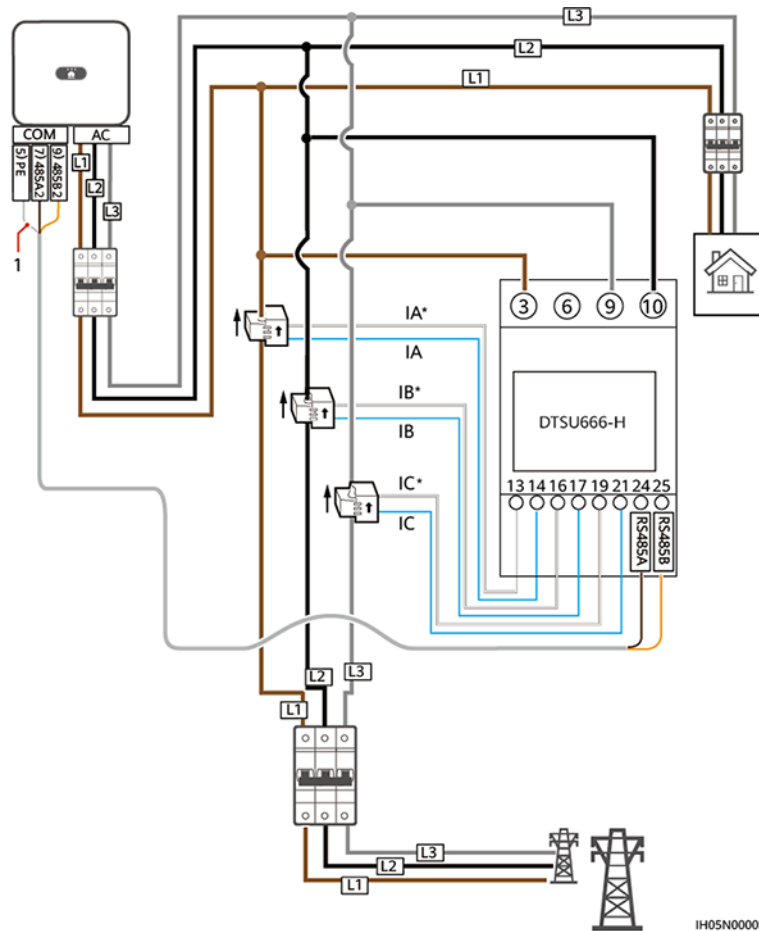 L3
L2
L1
COM
AC
5) PE
7) 485A2
9) 485B2
L1
L2
L3
1
3
6
9
10
IA*
IA
IB*
IB
IC*
IC
DTSU666-H
13 14 16 17 19 21 24 25
RS485A
RS485B
L3
L2
L1
L3
L2
L1
IH05N0000